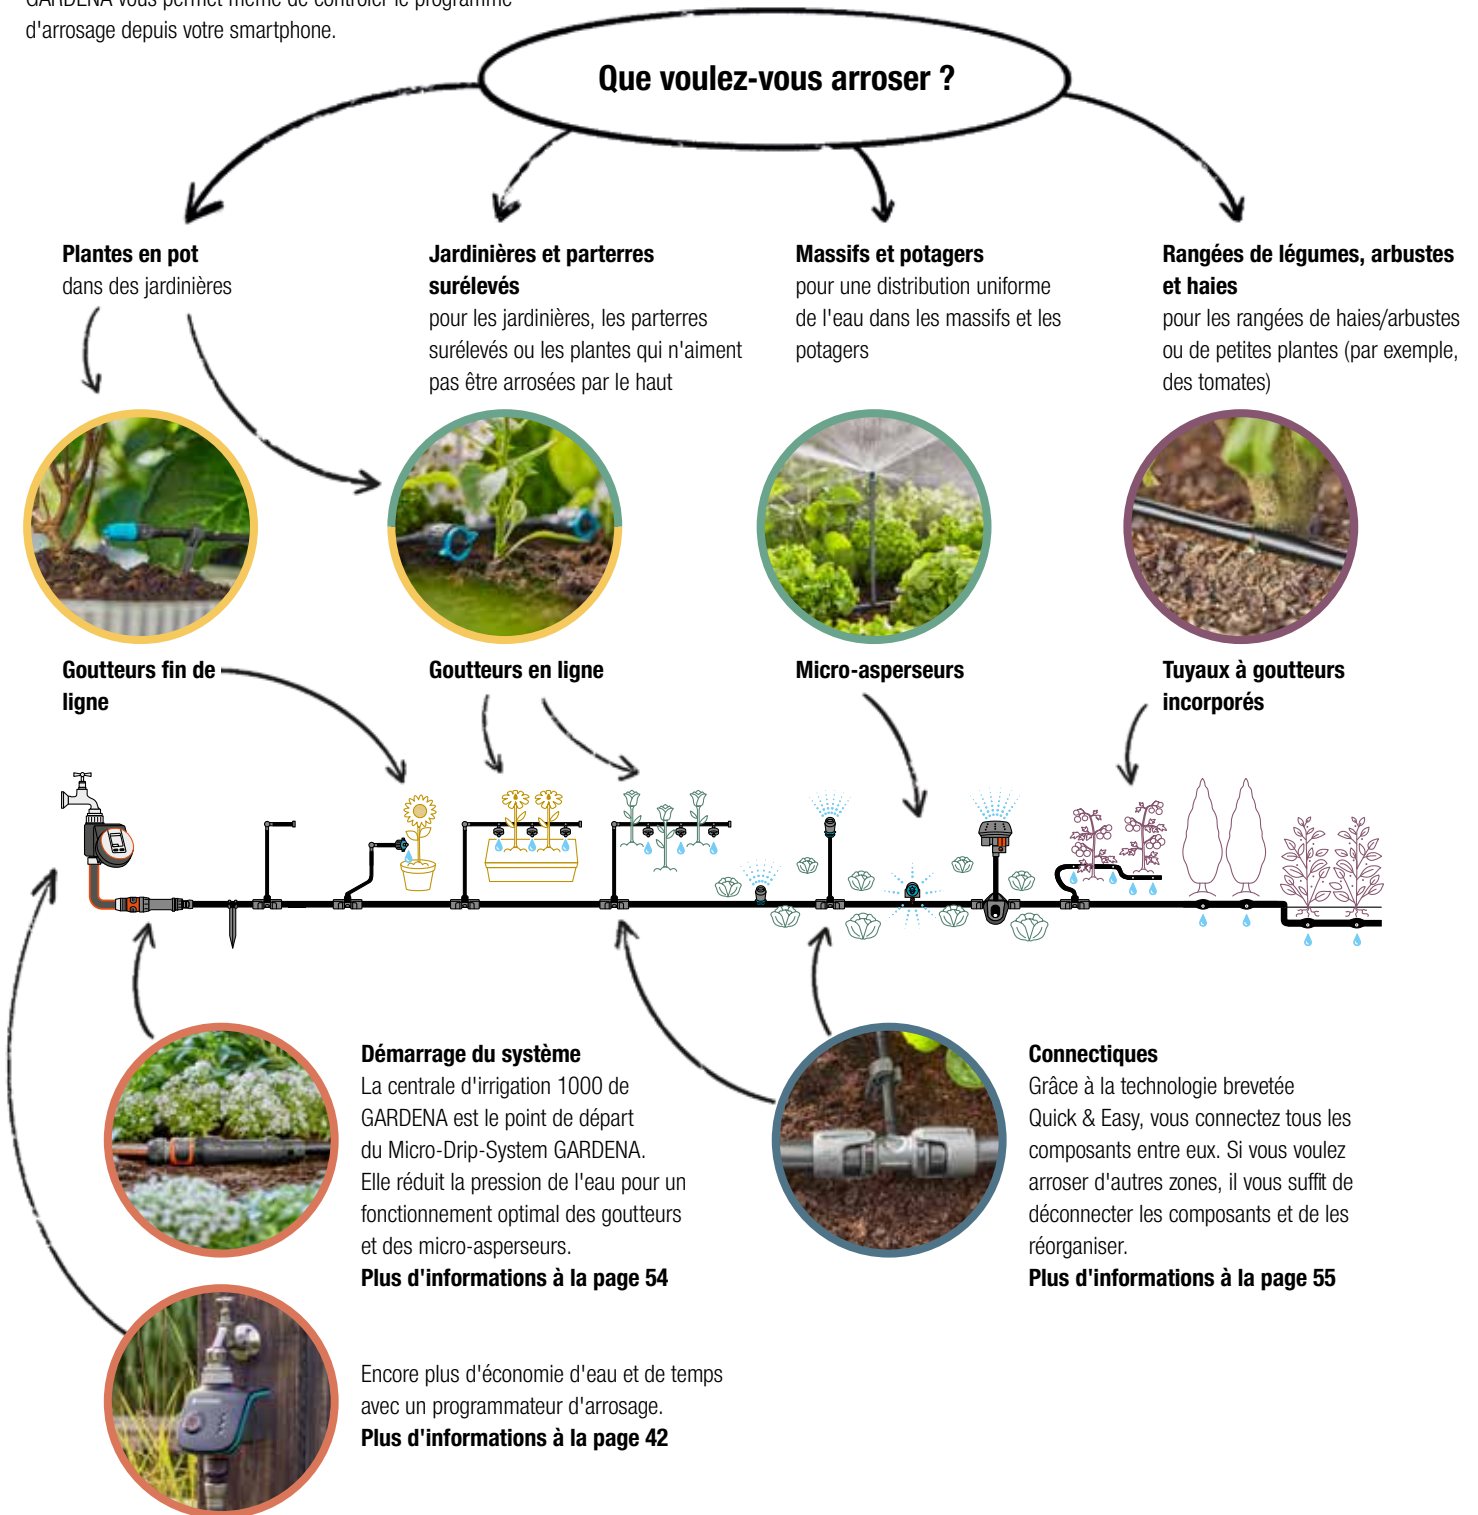 GARDENA vous permet même de contrôler le programme
d'arrosage depuis votre smartphone.
Que voulez-vous arroser ?
Plantes en pot
dans des jardinières
Jardinières et parterres
surélevés
pour les jardinières, les parterres
surélevés ou les plantes qui n'aiment
pas être arrosées par le haut
Massifs et potagers
pour une distribution uniforme
de l'eau dans les massifs et les
potagers
Rangées de légumes, arbustes
et haies
pour les rangées de haies/arbustes
ou de petites plantes (par exemple,
des tomates)
Goutteurs fin de
ligne
Goutteurs en ligne
Micro-asperseurs
Tuyaux à goutteurs
incorporés
Démarrage du système
La centrale d'irrigation 1000 de
GARDENA est le point de départ
du Micro-Drip-System GARDENA.
Elle réduit la pression de l'eau pour un
fonctionnement optimal des goutteurs
et des micro-asperseurs.
Plus d'informations à la page 54
Connectiques
Grâce à la technologie brevetée
Quick & Easy, vous connectez tous les
composants entre eux. Si vous voulez
arroser d'autres zones, il vous suffit de
déconnecter les composants et de les
réorganiser.
Plus d'informations à la page 55
Encore plus d'économie d'eau et de temps
avec un programmateur d'arrosage.
Plus d'informations à la page 42